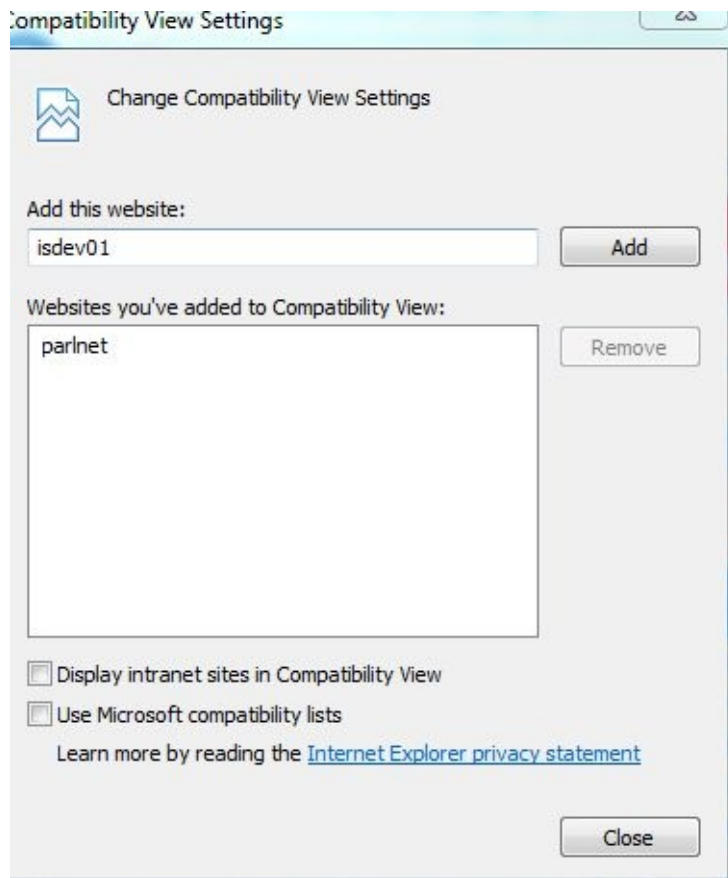 Compatibility View Settings
Change Compatibility View Settings
Add this website:
isdev01
Add
Websites you've added to Compatibility View:
parlnet
Remove
Display intranet sites in Compatibility View
Use Microsoft compatibility lists
Learn more by reading the Internet Explorer privacy statement
Close